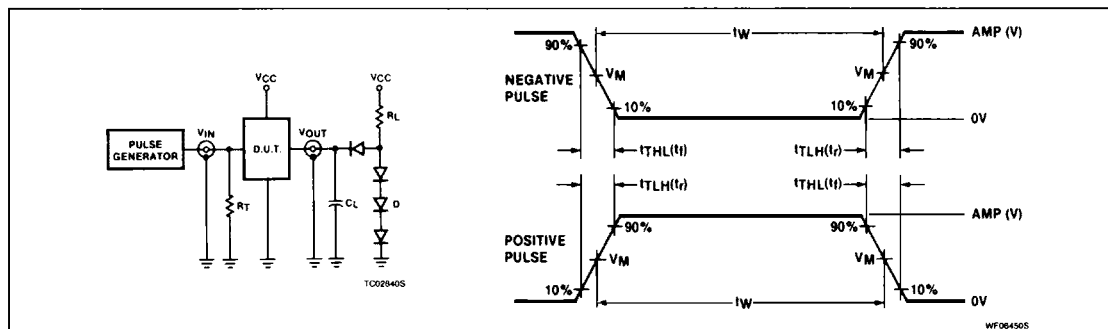 VCC
VCC
RL
PULSE
GENERATOR
VIN
D.U.T.
VOUT
RT
CL
D
TC02640S
NEGATIVE
PULSE
90%
VM
10%
tW
90%
VM
10%
AMP (V)
0V
tTHL(tf)
tTLH(tr)
tTLH(tr)
tTHL(tf)
POSITIVE
PULSE
90%
VM
10%
tW
90%
VM
10%
AMP (V)
0V
WF06450S